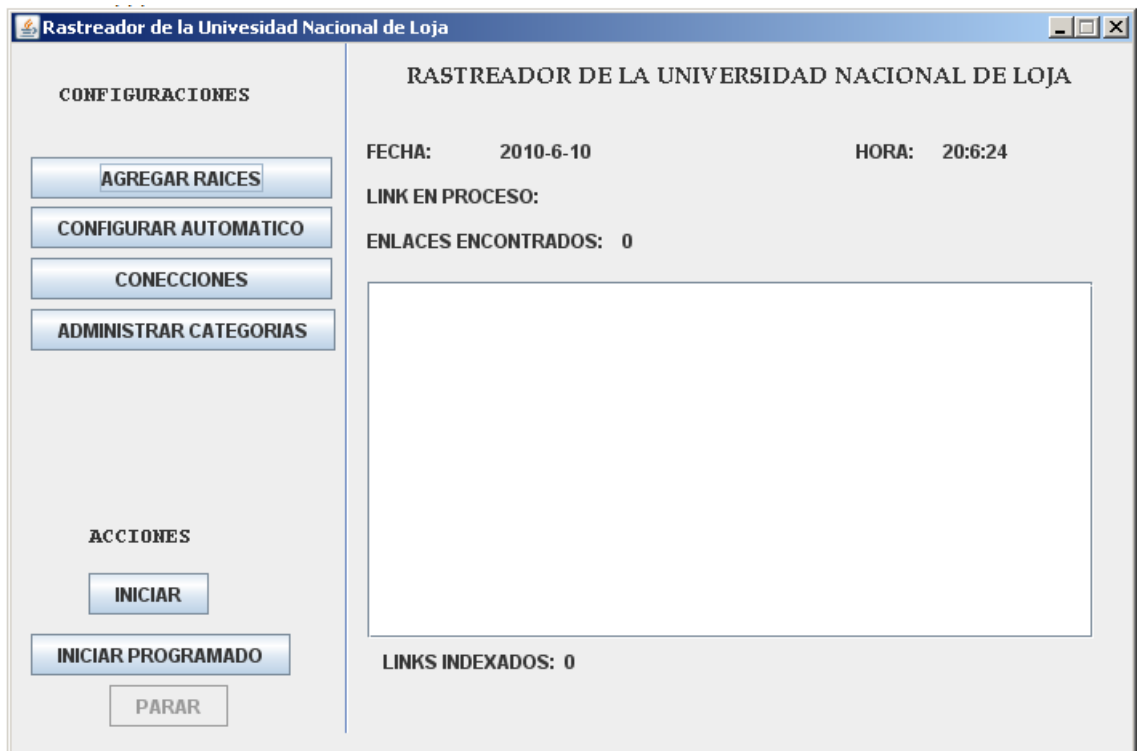 Rastreador de la Univesidad Nacional de Loja
CONFIGURACIONES
AGREGAR RAICES
CONFIGURAR AUTOMATICO
CONECCIONES
ADMINISTRAR CATEGORIAS
ACCIONES
INICIAR
INICIAR PROGRAMADO
PARAR
RASTREADOR DE LA UNIVERSIDAD NACIONAL DE LOJA
FECHA: 2010-6-10 HORA: 20:6:24
LINK EN PROCESO:
ENLACES ENCONTRADOS: 0
LINKS INDEXADOS: 0